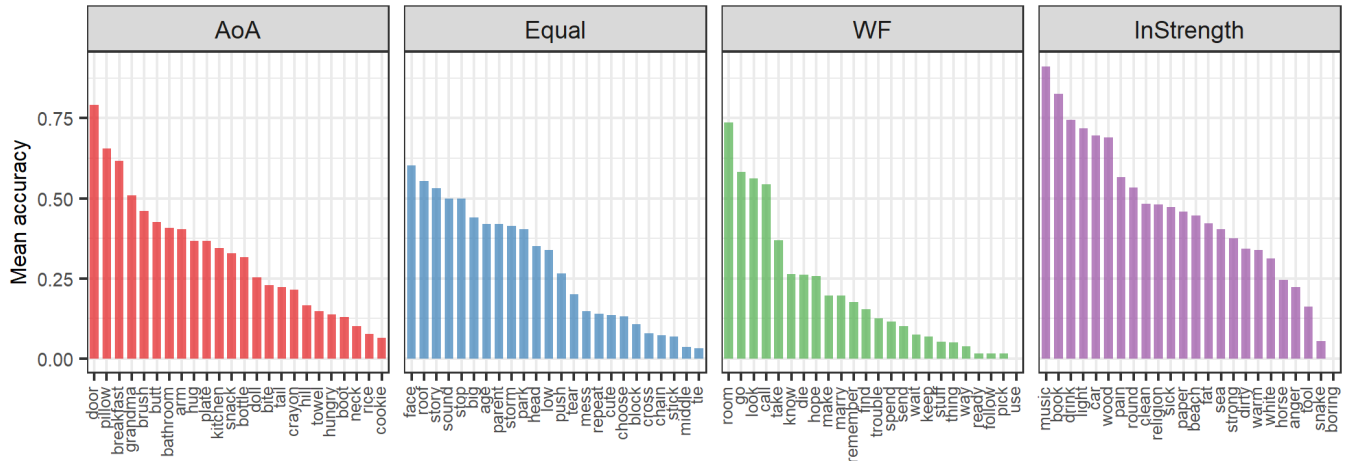 AoA
Equal
WF
InStrength
Mean accuracy
0.75
0.50
0.25
0.00
door
pillow
breakfast
grandma
brush
butt
bathroom
arm
hug
plate
kitchen
snack
bottle
doll
bite
tail
crayon
hill
towel
hungry
boot
neck
rice
cookie
face
roof
story
sound
stop
big
age
parent
storm
park
head
low
push
tear
mess
repeat
cute
choose
block
cross
chain
stick
middle
tie
room
go
look
call
take
know
die
hope
make
marry
remember
find
trouble
spend
send
wait
keep
stuff
thing
way
ready
follow
pick
use
music
book
drink
light
car
wood
pain
round
clean
religion
sick
paper
beach
fat
sea
strong
dirty
warm
white
horse
anger
tool
snake
boring